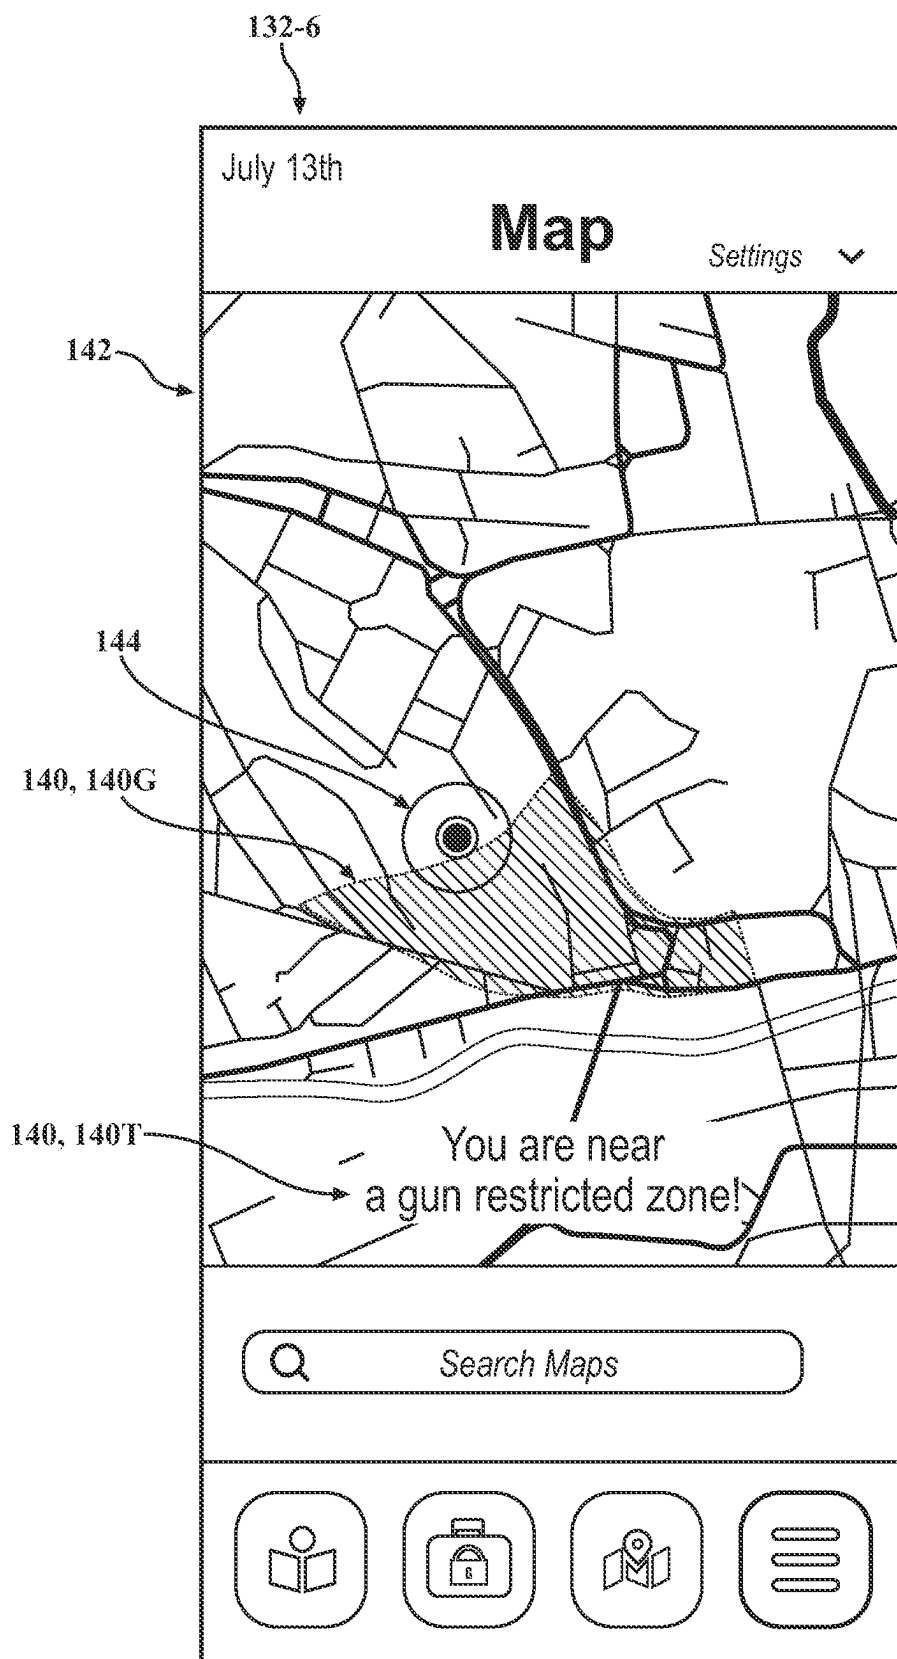 132-6
July 13th
Map
Settings
142
144
140, 140G
140, 140T
You are near
a gun restricted zone!
Search Maps